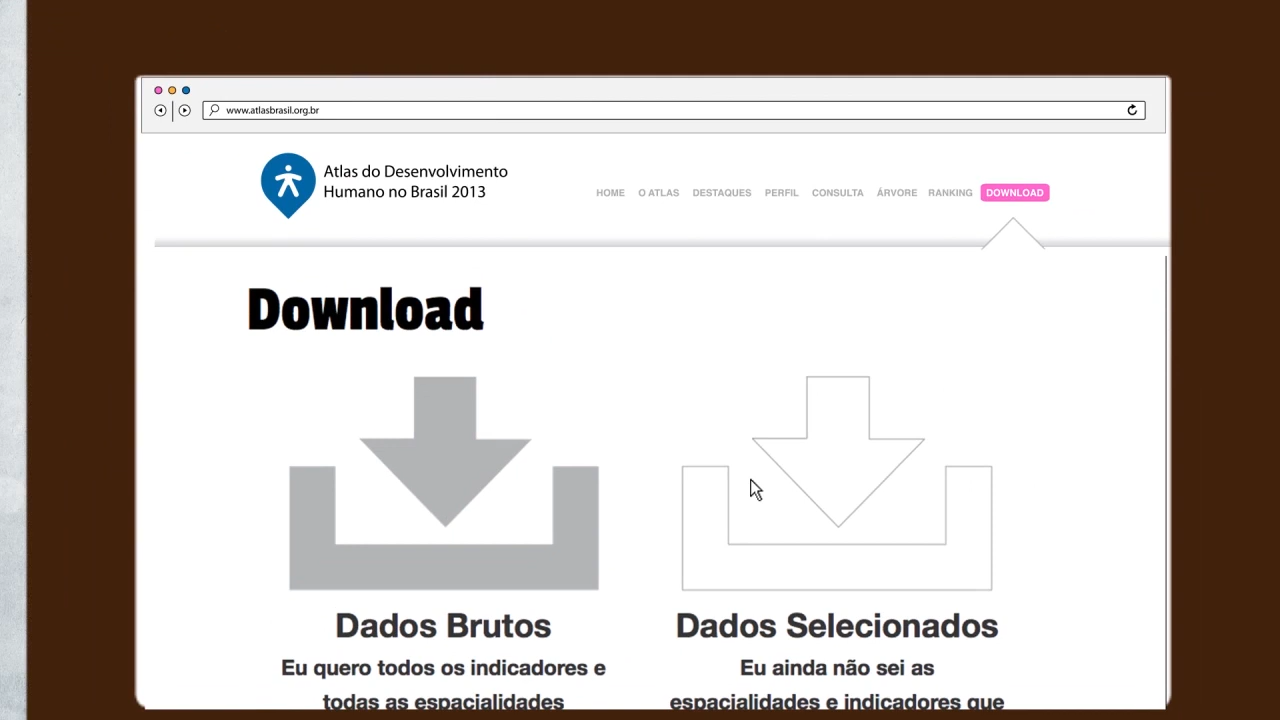 www.atlasbrasil.org.br
Atlas do Desenvolvimento
Humano no Brasil 2013
HOME O ATLAS DESTAQUES PERFIL CONSULTA ÁRVORE RANKING DOWNLOAD
Download
Dados Brutos
Eu quero todos os indicadores e
todas as espacialidades
Dados Selecionados
Eu ainda não sei as
espacialidades e indicadores que